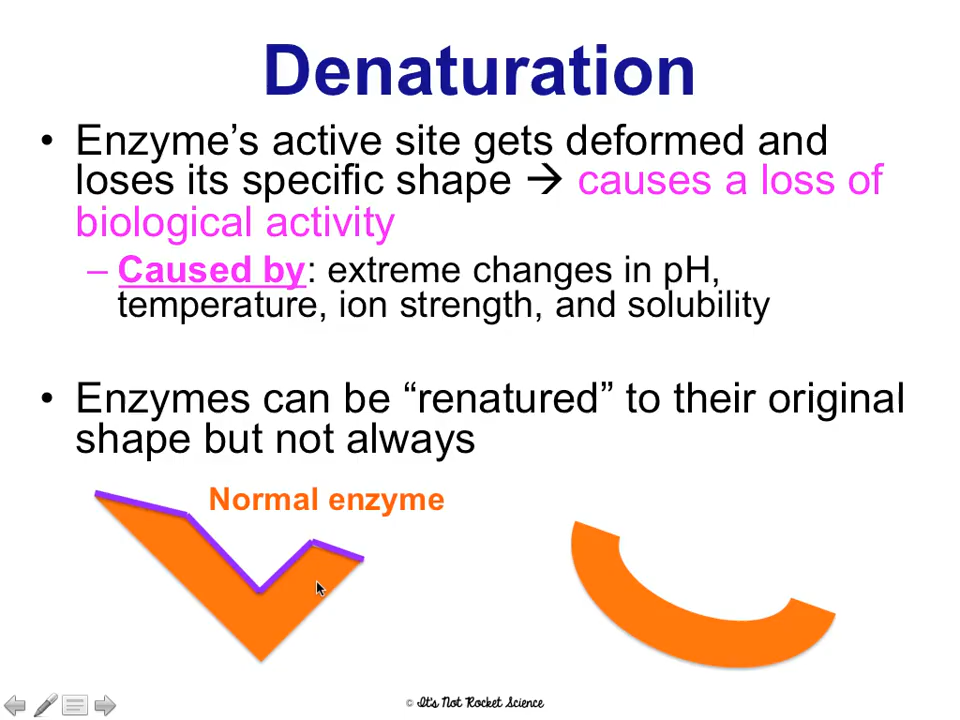 Denaturation
• Enzyme’s active site gets deformed and
loses its specific shape → causes a loss of
biological activity
– Caused by: extreme changes in pH,
temperature, ion strength, and solubility
• Enzymes can be “renatured” to their original
shape but not always
Normal enzyme
© It's Not Rocket Science